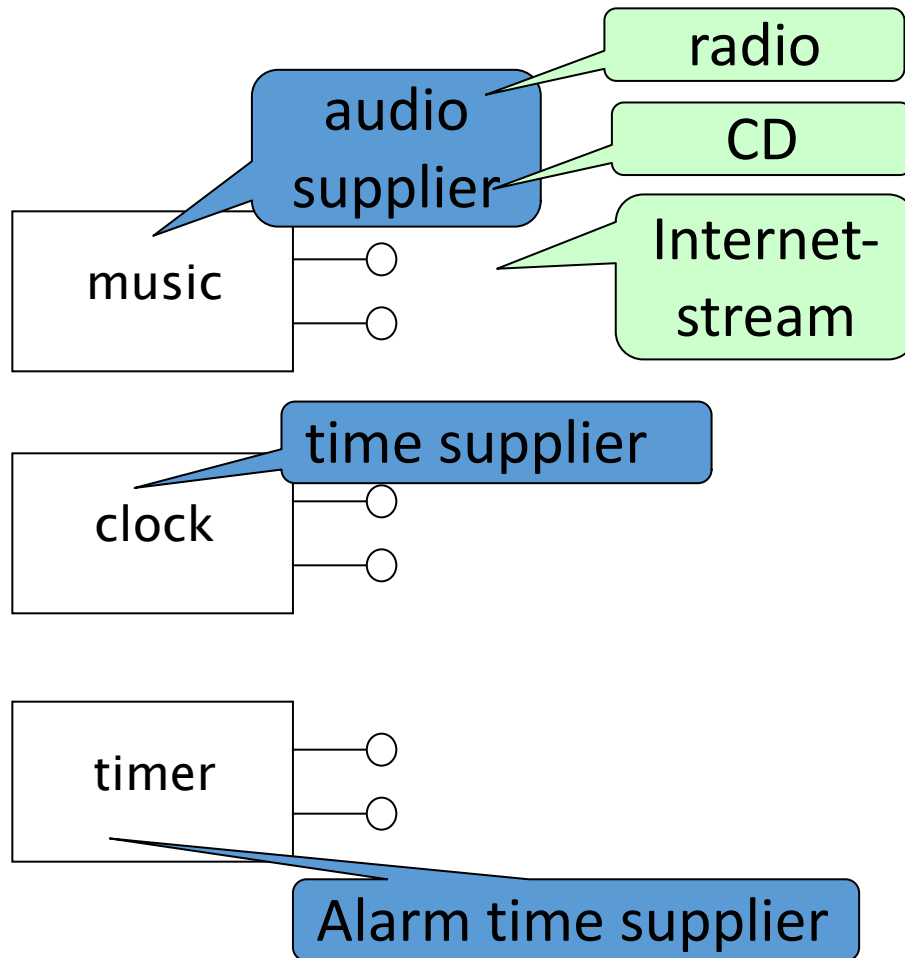 radio
audio
supplier
CD
music
Internet-
stream
time supplier
clock
timer
Alarm time supplier